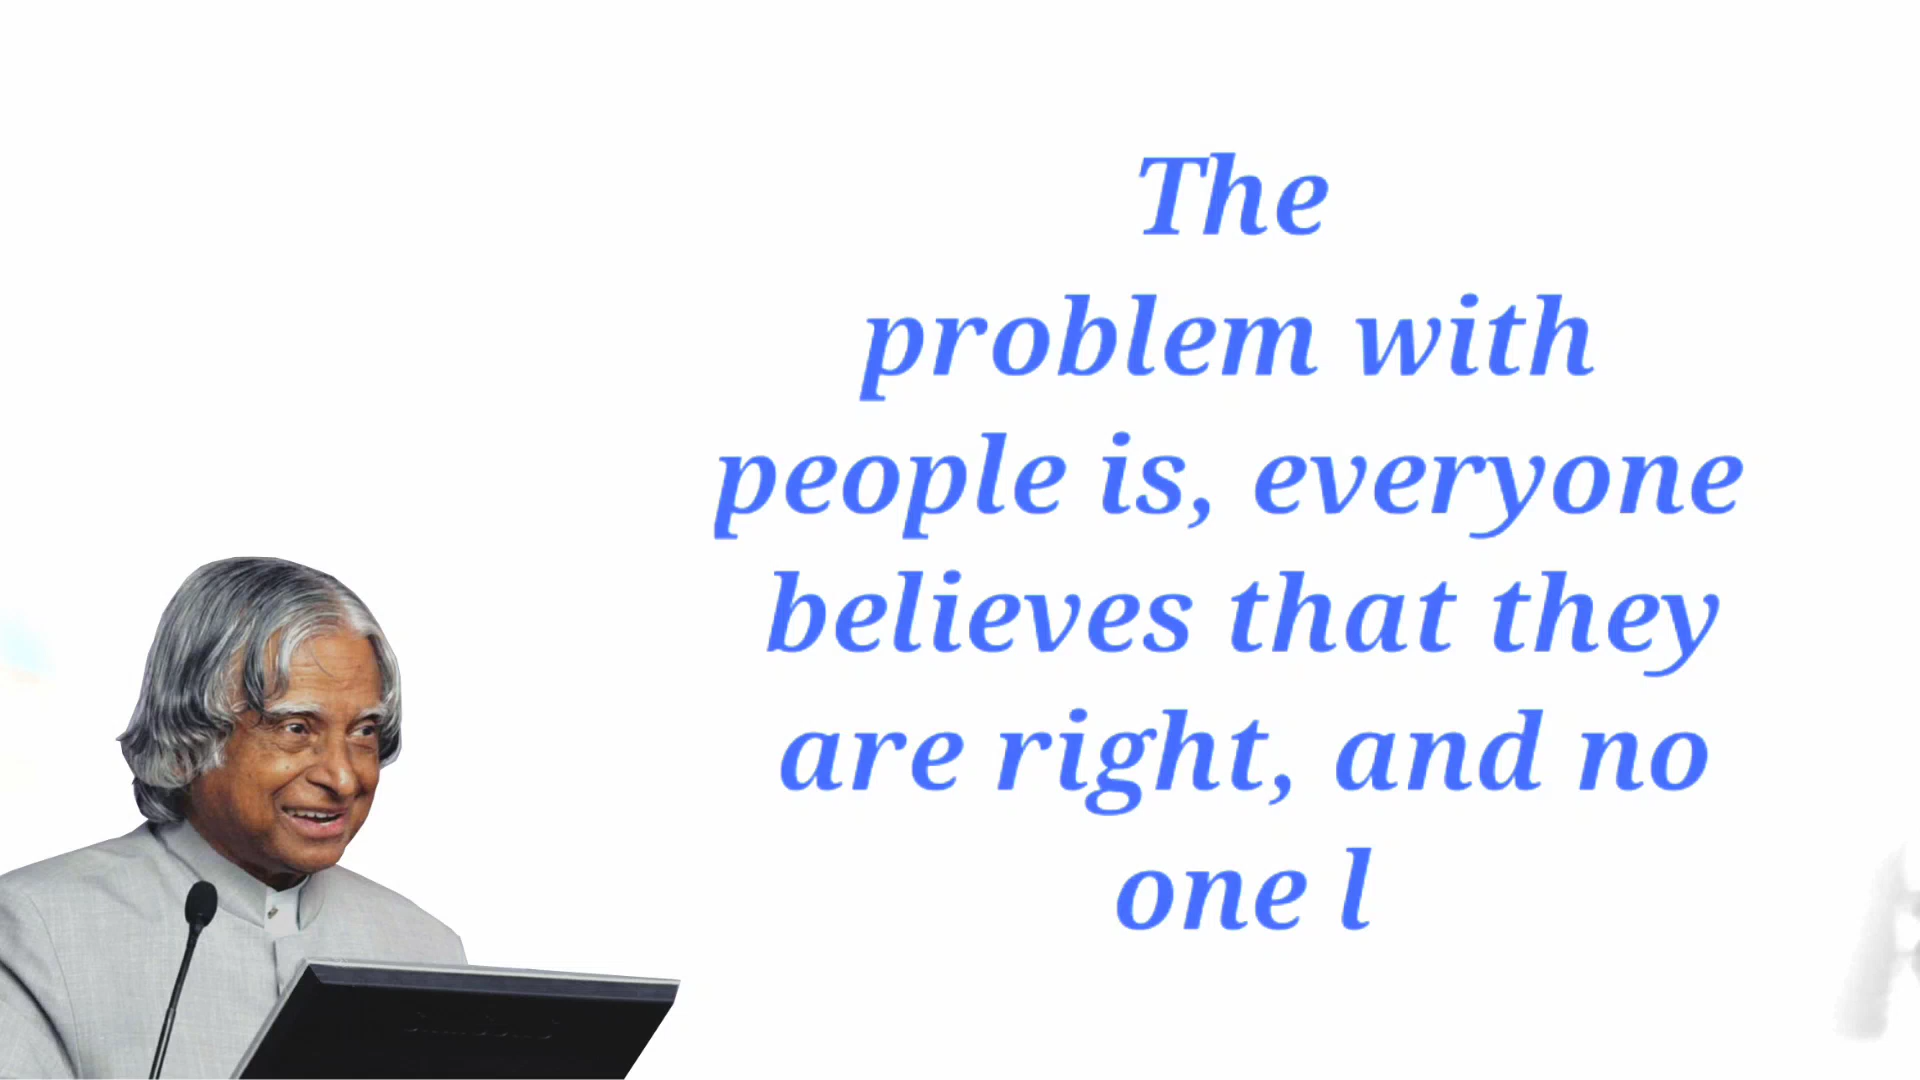 The
problem with
people is, everyone
believes that they
are right, and no
one l